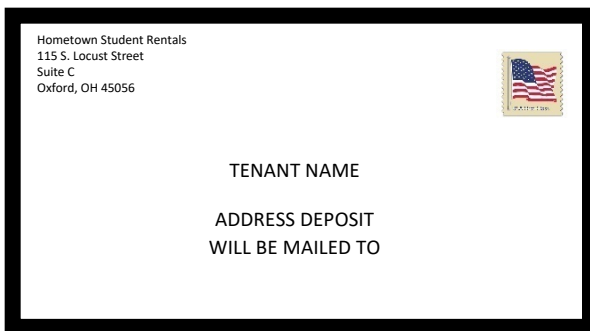 Hometown Student Rentals
115 S. Locust Street
Suite C
Oxford, OH 45056
TENANT NAME
ADDRESS DEPOSIT
WILL BE MAILED TO